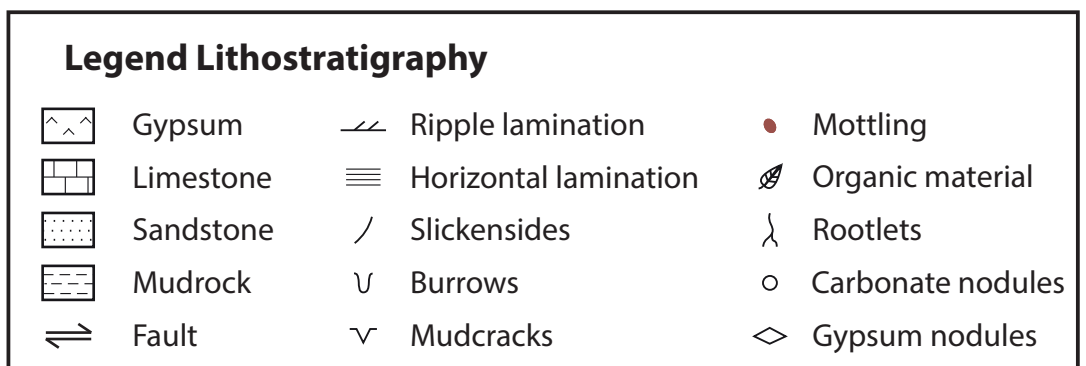 Legend Lithostratigraphy
Gypsum Ripple lamination Mottling
Limestone Horizontal lamination Organic material
Sandstone Slickensides Rootlets
Mudrock Burrows Carbonate nodules
Fault Mudcracks Gypsum nodules